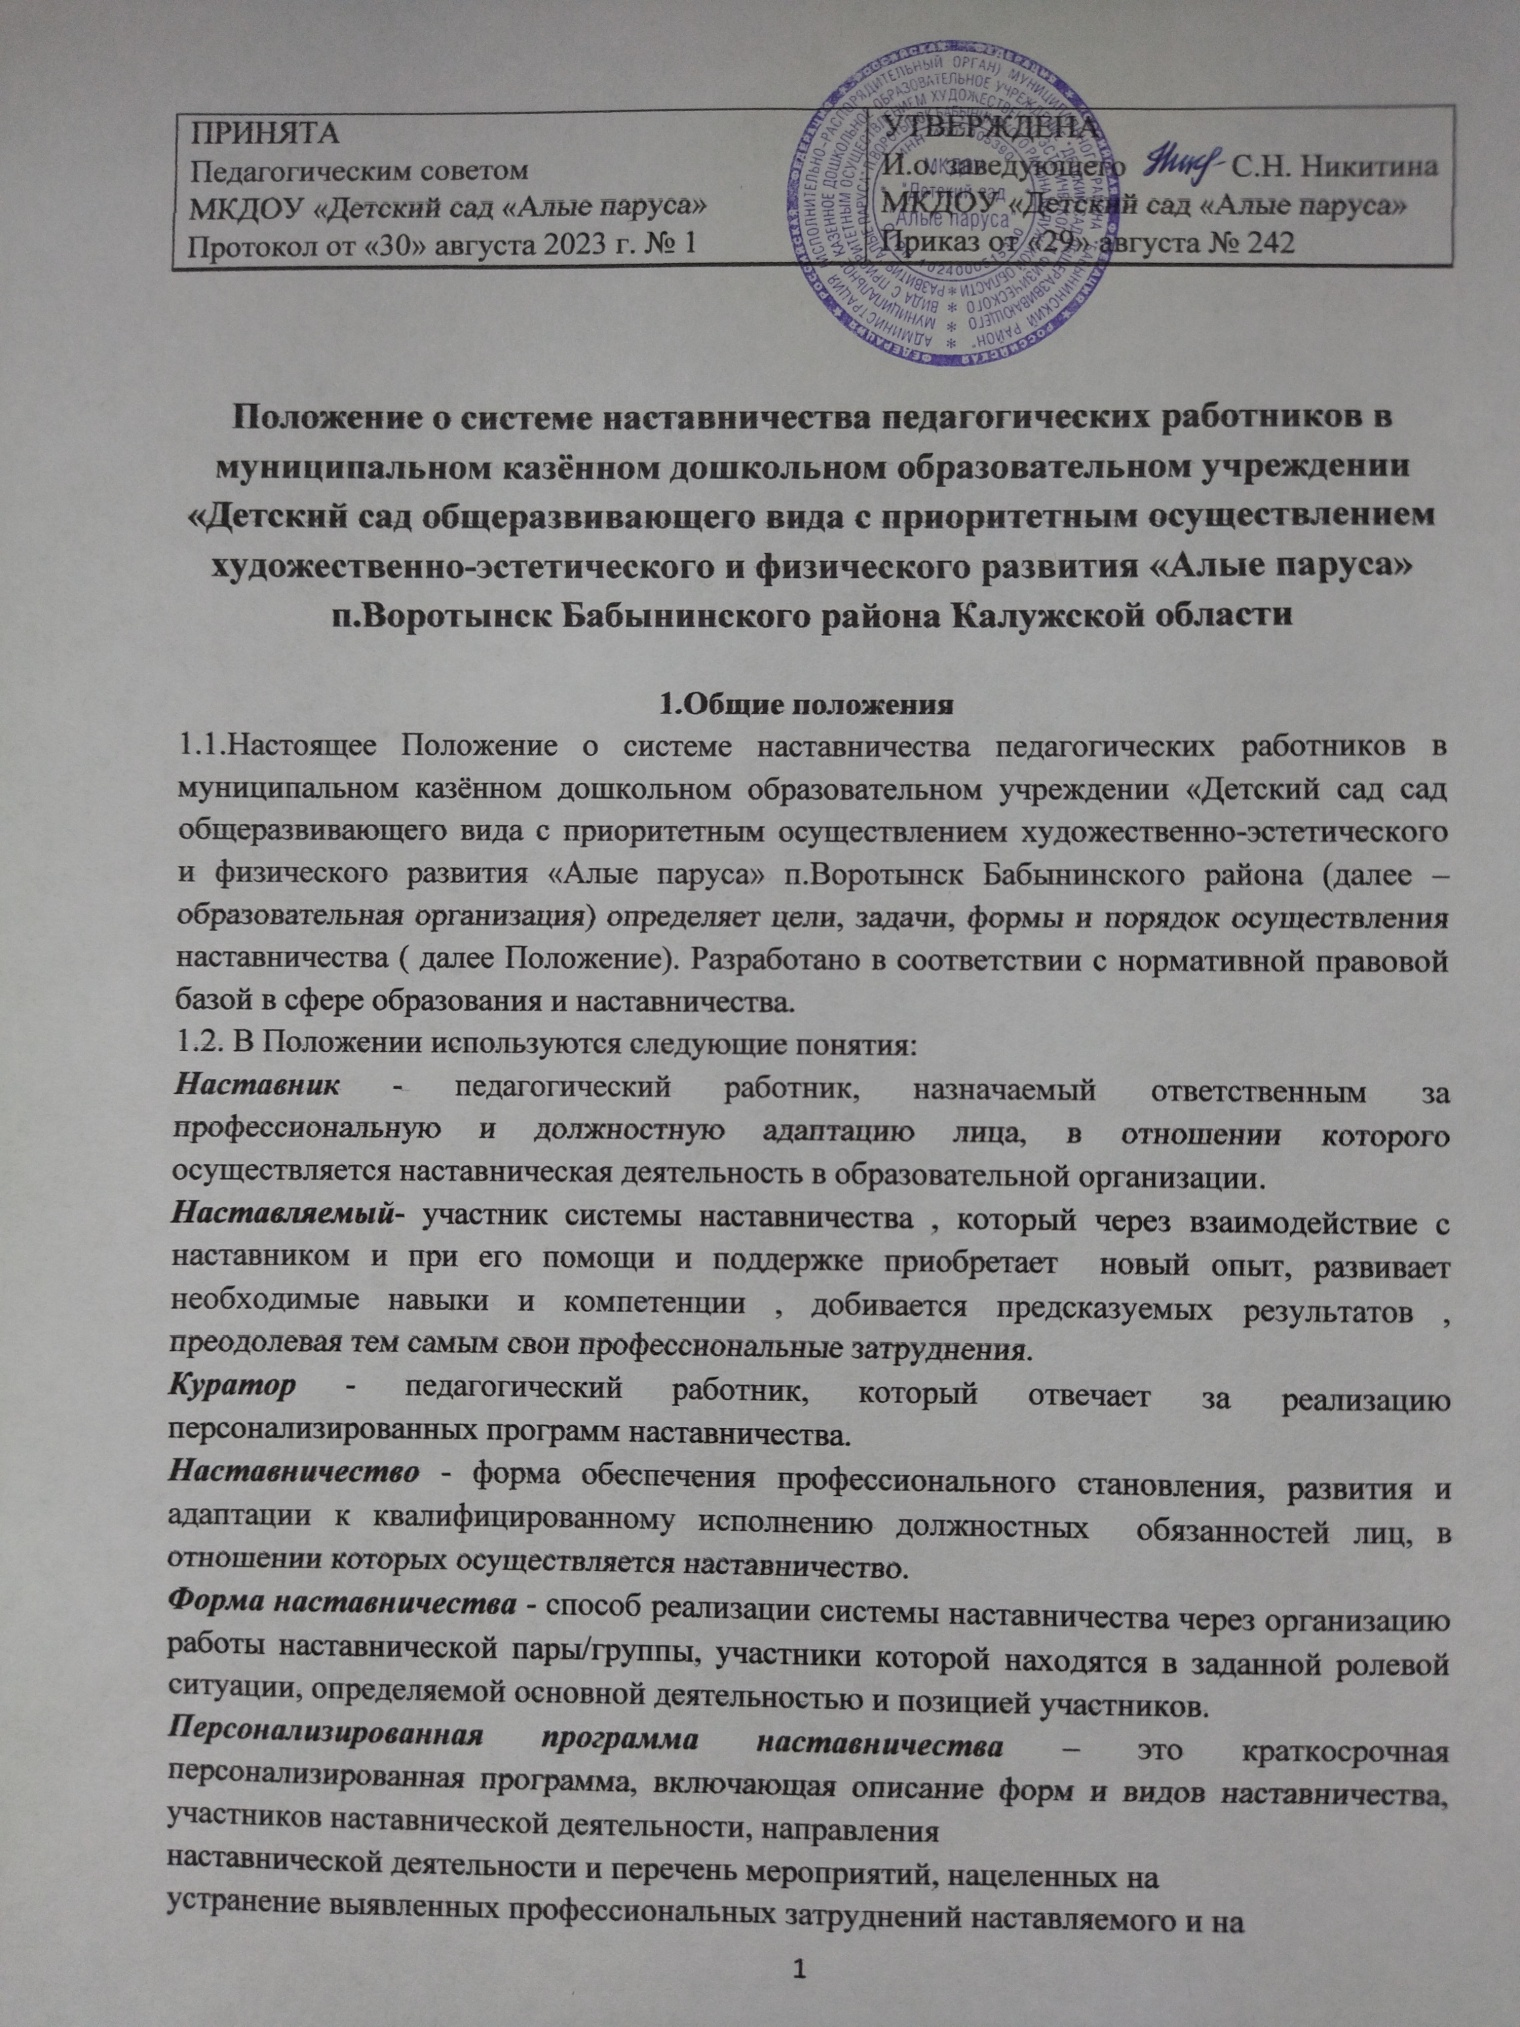 ПРИНЯТА
Педагогическим советом
МКДОУ «Детский сад «Алые паруса»
Протокол от «30» августа 2023 г. № 1
УТВЕРЖДЕНА
И.о. заведующего С.Н. Никитина
МКДОУ «Детский сад «Алые паруса»
Приказ от «29» августа № 242
МКДОУ
"Детский сад
Алые паруса"
Положение о системе наставничества педагогических работников в
муниципальном казённом дошкольном образовательном учреждении
«Детский сад общеразвивающего вида с приоритетным осуществлением
художественно-эстетического и физического развития «Алые паруса»
п.Воротынск Бабынинского района Калужской области
1.Общие положения
1.1.Настоящее Положение о системе наставничества педагогических работников в
муниципальном казённом дошкольном образовательном учреждении «Детский сад сад
общеразвивающего вида с приоритетным осуществлением художественно-эстетического
и физического развития «Алые паруса» п.Воротынск Бабынинского района (далее –
образовательная организация) определяет цели, задачи, формы и порядок осуществления
наставничества ( далее Положение). Разработано в соответствии с нормативной правовой
базой в сфере образования и наставничества.
1.2. В Положении используются следующие понятия:
Наставник - педагогический работник, назначаемый ответственным за
профессиональную и должностную адаптацию лица, в отношении которого
осуществляется наставническая деятельность в образовательной организации.
Наставляемый- участник системы наставничества , который через взаимодействие с
наставником и при его помощи и поддержке приобретает новый опыт, развивает
необходимые навыки и компетенции , добивается предсказуемых результатов ,
преодолевая тем самым свои профессиональные затруднения.
Куратор - педагогический работник, который отвечает за реализацию
персонализированных программ наставничества.
Наставничество - форма обеспечения профессионального становления, развития и
адаптации к квалифицированному исполнению должностных обязанностей лиц, в
отношении которых осуществляется наставничество.
Форма наставничества - способ реализации системы наставничества через организацию
работы наставнической пары/группы, участники которой находятся в заданной ролевой
ситуации, определяемой основной деятельностью и позицией участников.
Персонализированная программа наставничества – это краткосрочная
персонализированная программа, включающая описание форм и видов наставничества,
участников наставнической деятельности, направления
наставнической деятельности и перечень мероприятий, нацеленных на
устранение выявленных профессиональных затруднений наставляемого и на
1